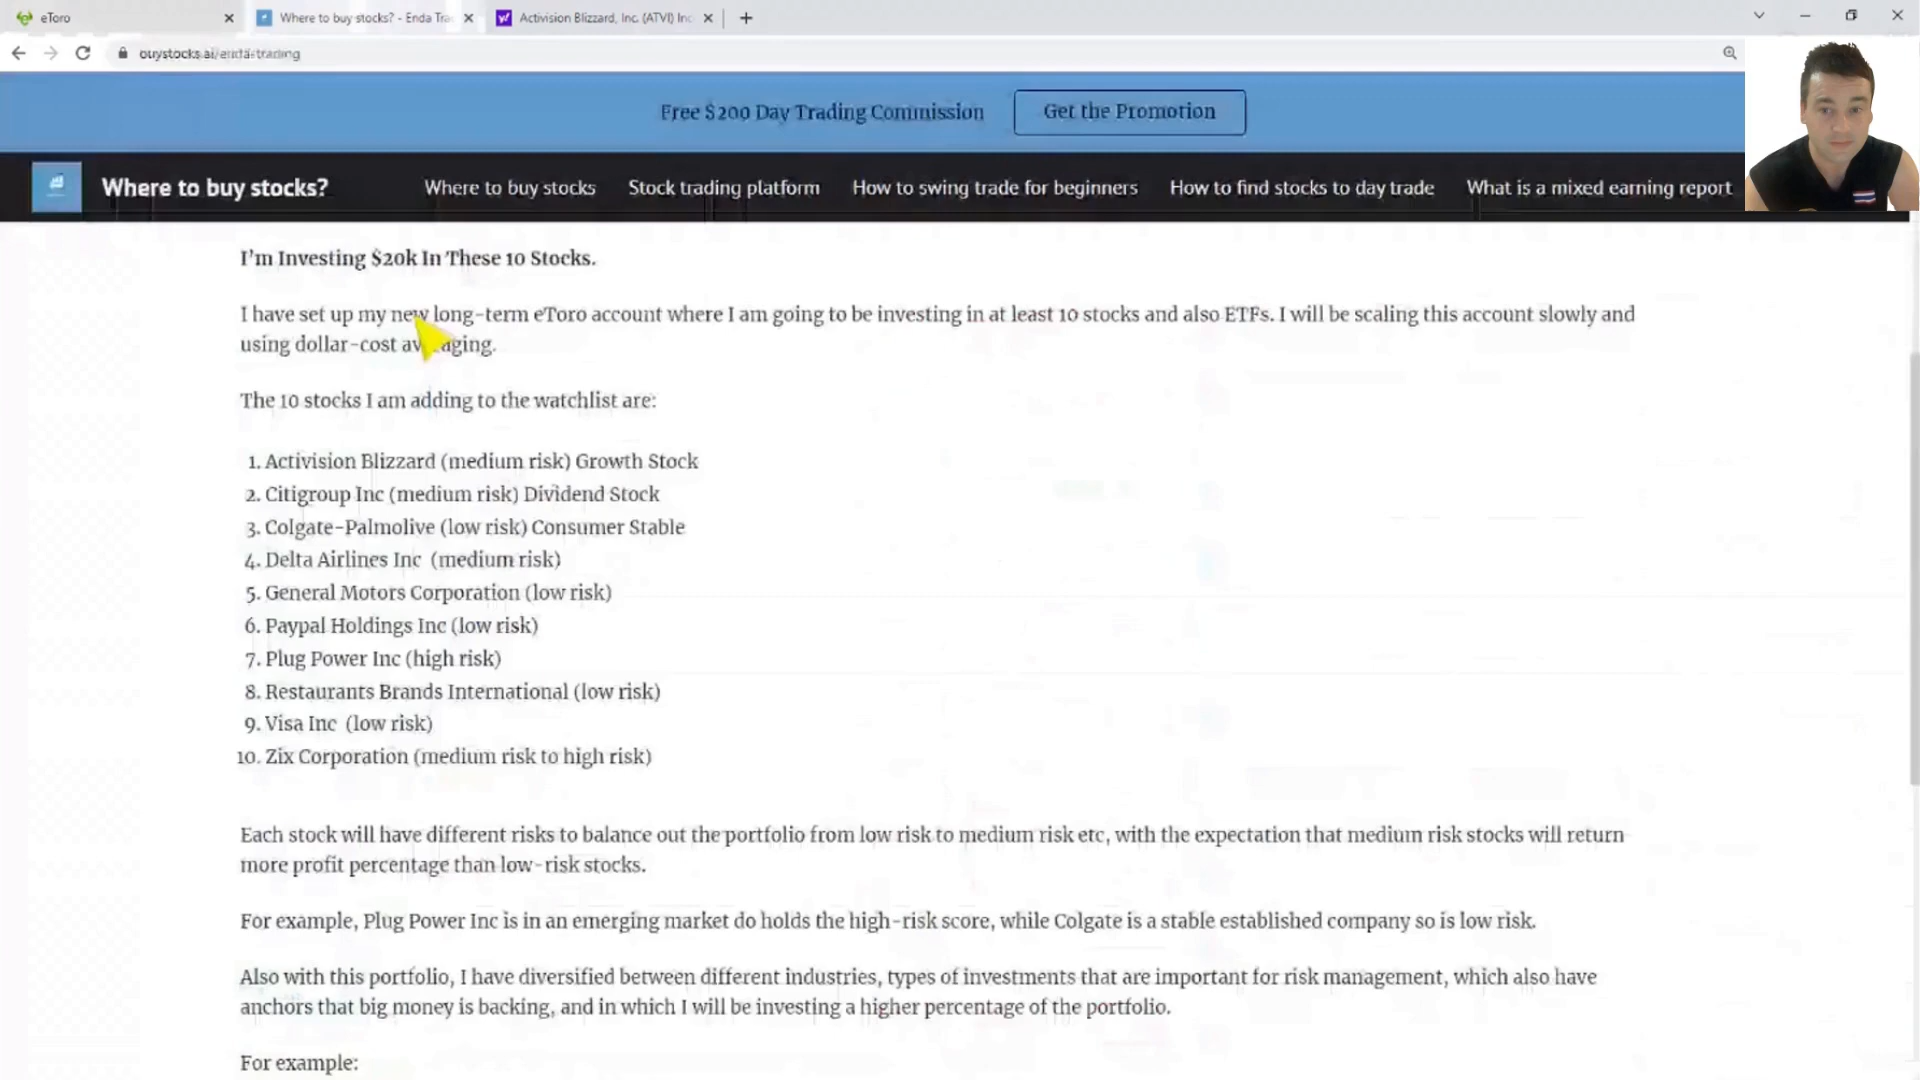 eToro
Where to buy stocks? - Enda Tra
Activision Blizzard, Inc. (ATVI) Inc
Free $200 Day Trading Commission
Get the Promotion
Where to buy stocks?
Where to buy stocks
Stock trading platform
How to swing trade for beginners
How to find stocks to day trade
What is a mixed earning report
I'm Investing $20k In These 10 Stocks.
I have set up my new long-term eToro account where I am going to be investing in at least 10 stocks and also ETFs. I will be scaling this account slowly and
using dollar-cost averaging.
The 10 stocks I am adding to the watchlist are:
1. Activision Blizzard (medium risk) Growth Stock
2. Citigroup Inc (medium risk) Dividend Stock
3. Colgate-Palmolive (low risk) Consumer Stable
4. Delta Airlines Inc (medium risk)
5. General Motors Corporation (low risk)
6. Paypal Holdings Inc (low risk)
7. Plug Power Inc (high risk)
8. Restaurants Brands International (low risk)
9. Visa Inc (low risk)
10. Zix Corporation (medium risk to high risk)
Each stock will have different risks to balance out the portfolio from low risk to medium risk etc, with the expectation that medium risk stocks will return
more profit percentage than low-risk stocks.
For example, Plug Power Inc is in an emerging market do holds the high-risk score, while Colgate is a stable established company so is low risk.
Also with this portfolio, I have diversified between different industries, types of investments that are important for risk management, which also have
anchors that big money is backing, and in which I will be investing a higher percentage of the portfolio.
For example: